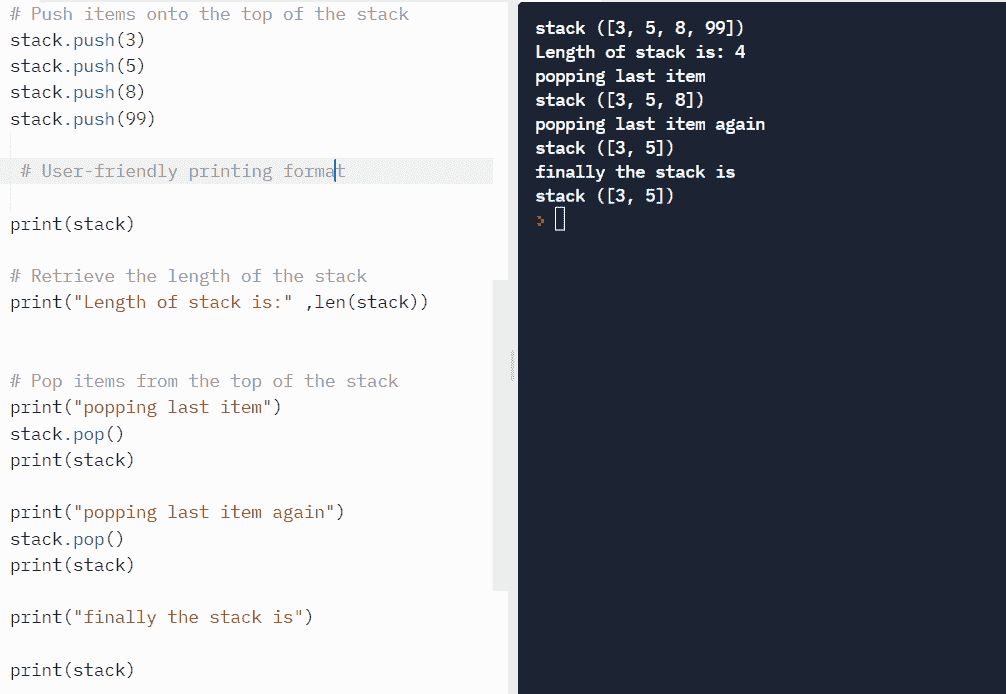 # Push items onto the top of the stack
stack.push(3)
stack.push(5)
stack.push(8)
stack.push(99)
# User-friendly printing format
print(stack)
# Retrieve the length of the stack
print("Length of stack is:" ,len(stack))
# Pop items from the top of the stack
print("popping last item")
stack.pop()
print(stack)
print("popping last item again")
stack.pop()
print(stack)
print("finally the stack is")
print(stack)
stack ([3, 5, 8, 99])
Length of stack is: 4
popping last item
stack ([3, 5, 8])
popping last item again
stack ([3, 5])
finally the stack is
stack ([3, 5])
>